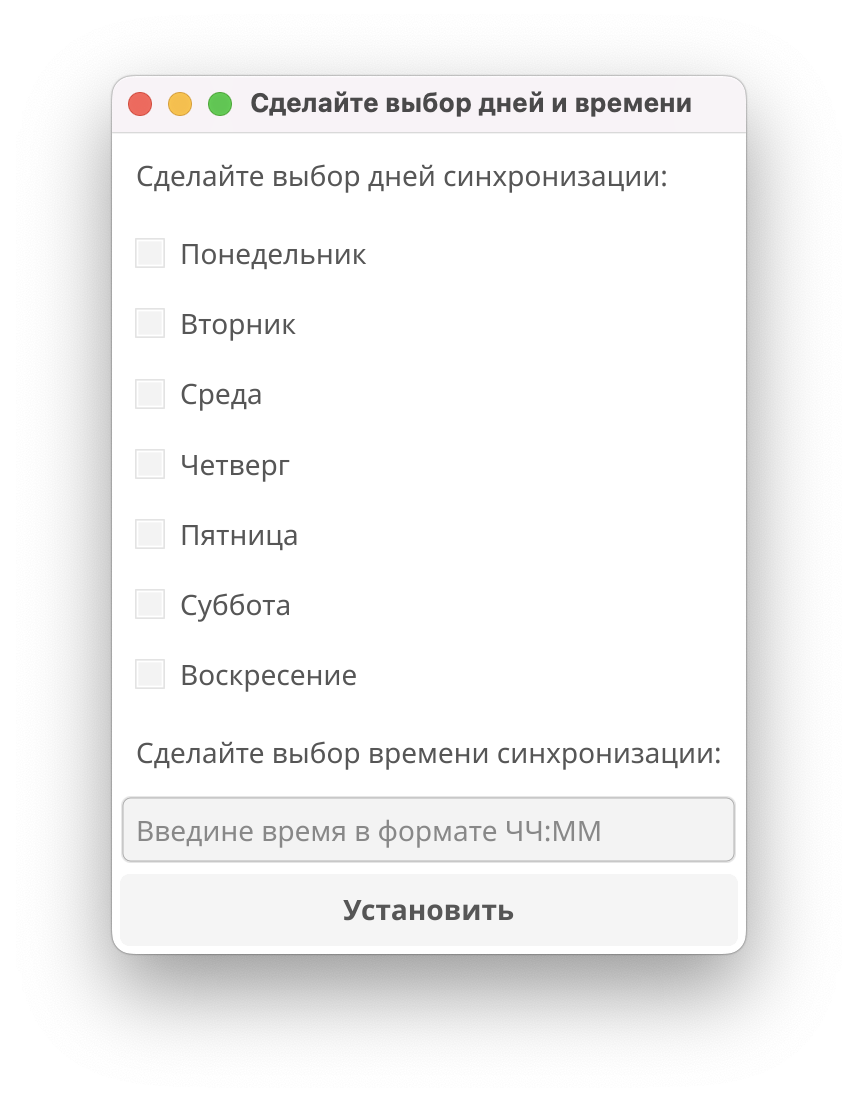 Сделайте выбор дней и времени
Сделайте выбор дней синхронизации:
Понедельник
Вторник
Среда
Четверг
Пятница
Суббота
Воскресение
Сделайте выбор времени синхронизации:
Введине время в формате ЧЧ:ММ
Установить